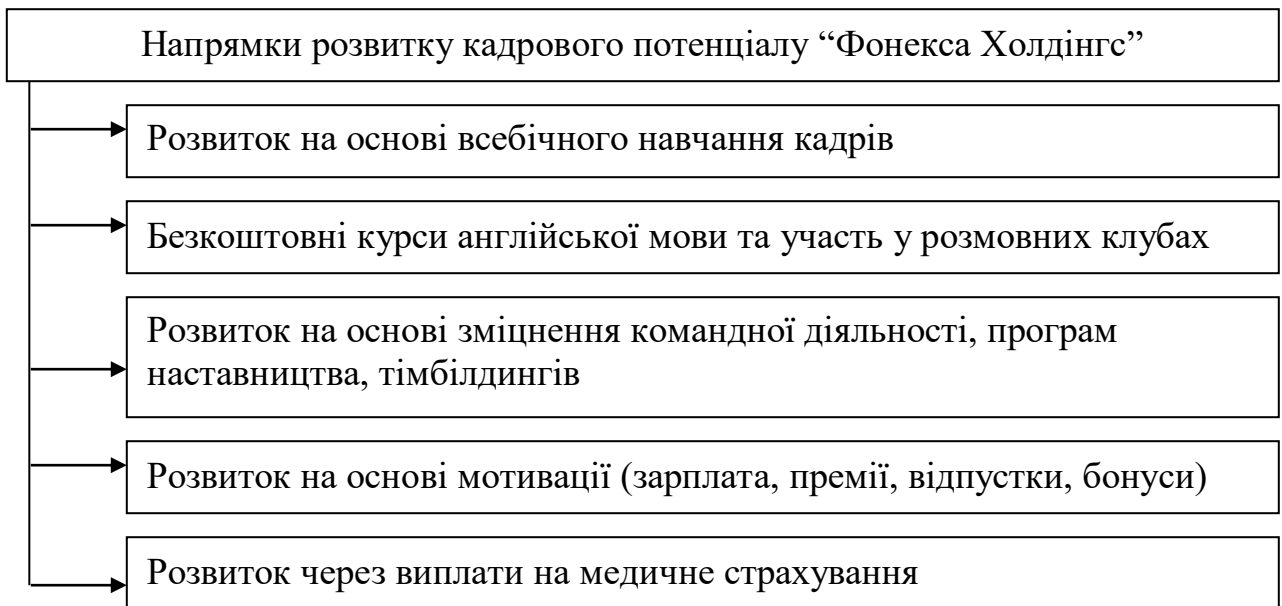 Напрямки розвитку кадрового потенціалу “Фонекса Холдінгс”
Розвиток на основі всебічного навчання кадрів
Безкоштовні курси англійської мови та участь у розмовних клубах
Розвиток на основі зміцнення командної діяльності, програм
наставництва, тімбілдингів
Розвиток на основі мотивації (зарплата, премії, відпустки, бонуси)
Розвиток через виплати на медичне страхування